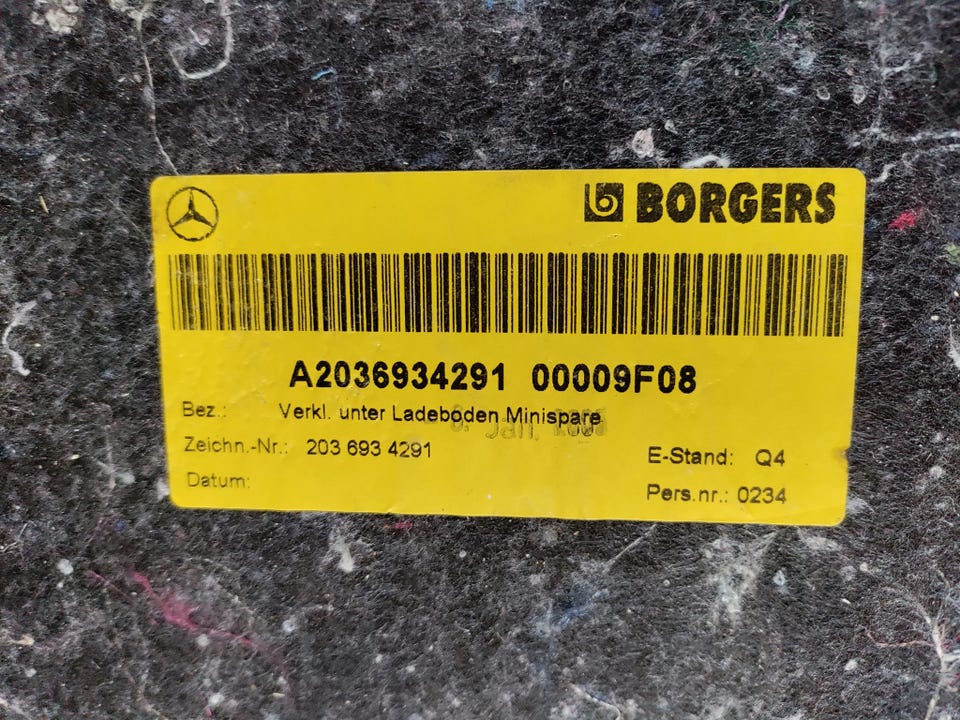 BORGERS
A2036934291 00009F08
Bez.: Verkl. unter Ladeboden Minispare
Jan.
Zeichn.-Nr.: 203 693 4291
E-Stand: Q4
Datum:
Pers.nr.: 0234